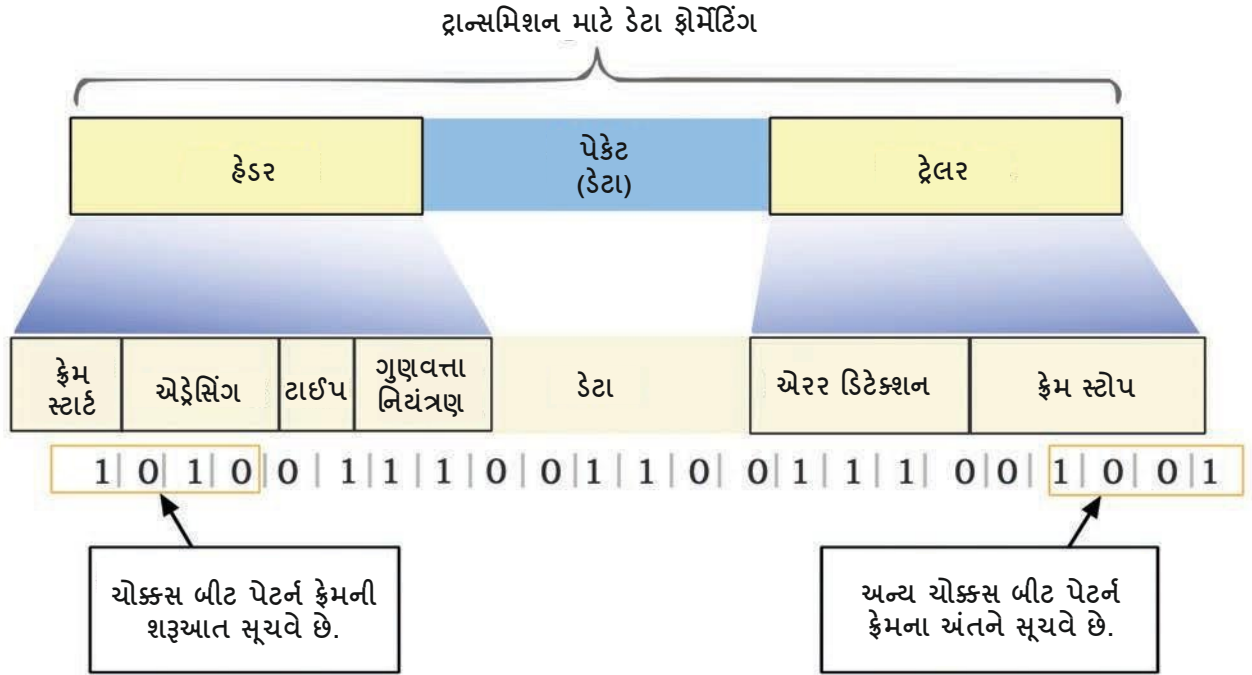 ટ્રાન્સમિશન માટે ડેટા ફોર્મેટિંગ
હેડર
પેકેટ
(ડેટા)
ટ્રેલર
ફ્રેમ
સ્ટાર્ટ
એડ્રેસિંગ
ટાઈપ
ગુણવત્તા
નિયંત્રણ
ડેટા
એરર ડિટેક્શન
ફ્રેમ સ્ટોપ
1| 0| 1| 0| 0 | 1| 1| 1| 0| 0| 1| 1| 0| 0| 1| 1| 1| 0| 0| 1| 0| 0| 1
ચોક્કસ બીટ પેટર્ન ફ્રેમની
શરૂઆત સૂચવે છે.
અન્ય ચોક્કસ બીટ પેટર્ન
ફ્રેમના અંતને સૂચવે છે.